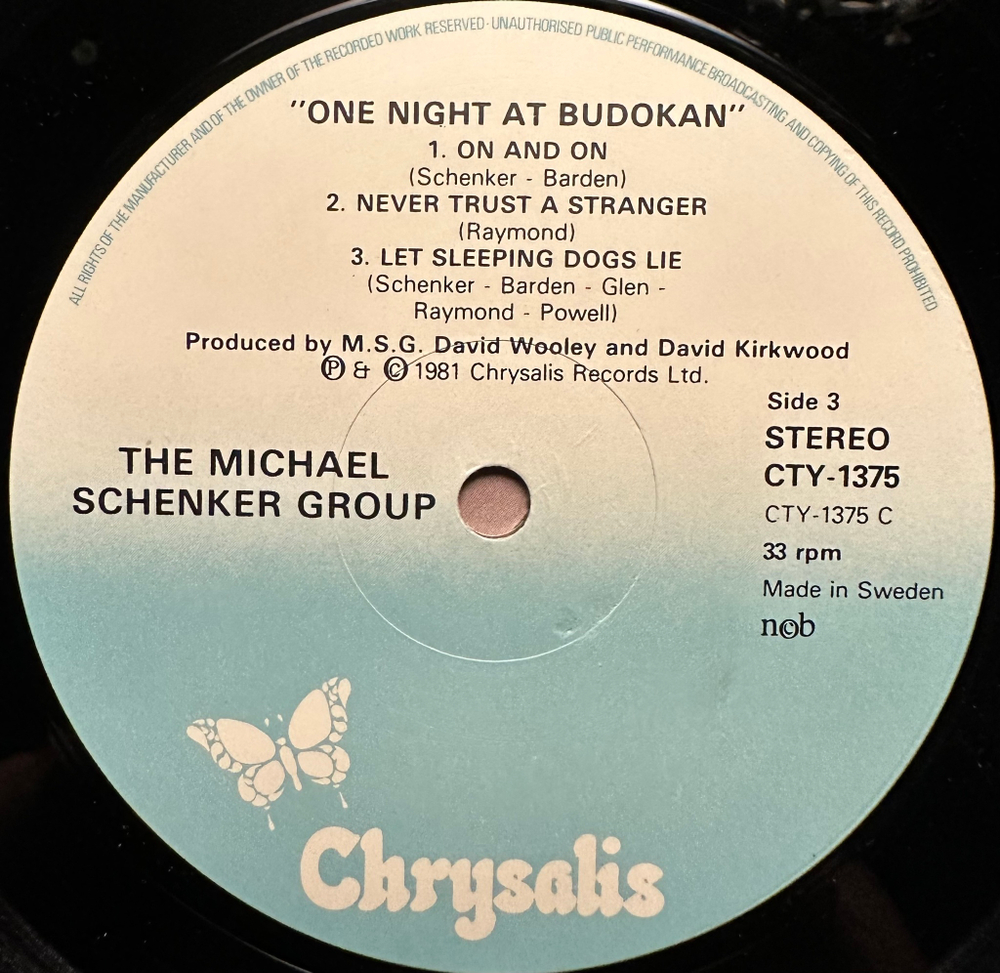 ALL RIGHTS OF THE MANUFACTURER AND OF THE OWNER OF THE RECORDED WORK RESERVED · UNAUTHORISED PUBLIC PERFORMANCE BROADCASTING AND COPYING OF THIS RECORD PROHIBITED
"ONE NIGHT AT BUDOKAN"
1. ON AND ON
(Schenker - Barden)
2. NEVER TRUST A STRANGER
(Raymond)
3. LET SLEEPING DOGS LIE
(Schenker - Barden - Glen -
Raymond - Powell)
Produced by M.S.G. David Wooley and David Kirkwood
Ⓟ & © 1981 Chrysalis Records Ltd.
Side 3
STEREO
CTY-1375
CTY-1375 C
33 rpm
Made in Sweden
n©b
THE MICHAEL
SCHENKER GROUP
Chrysalis